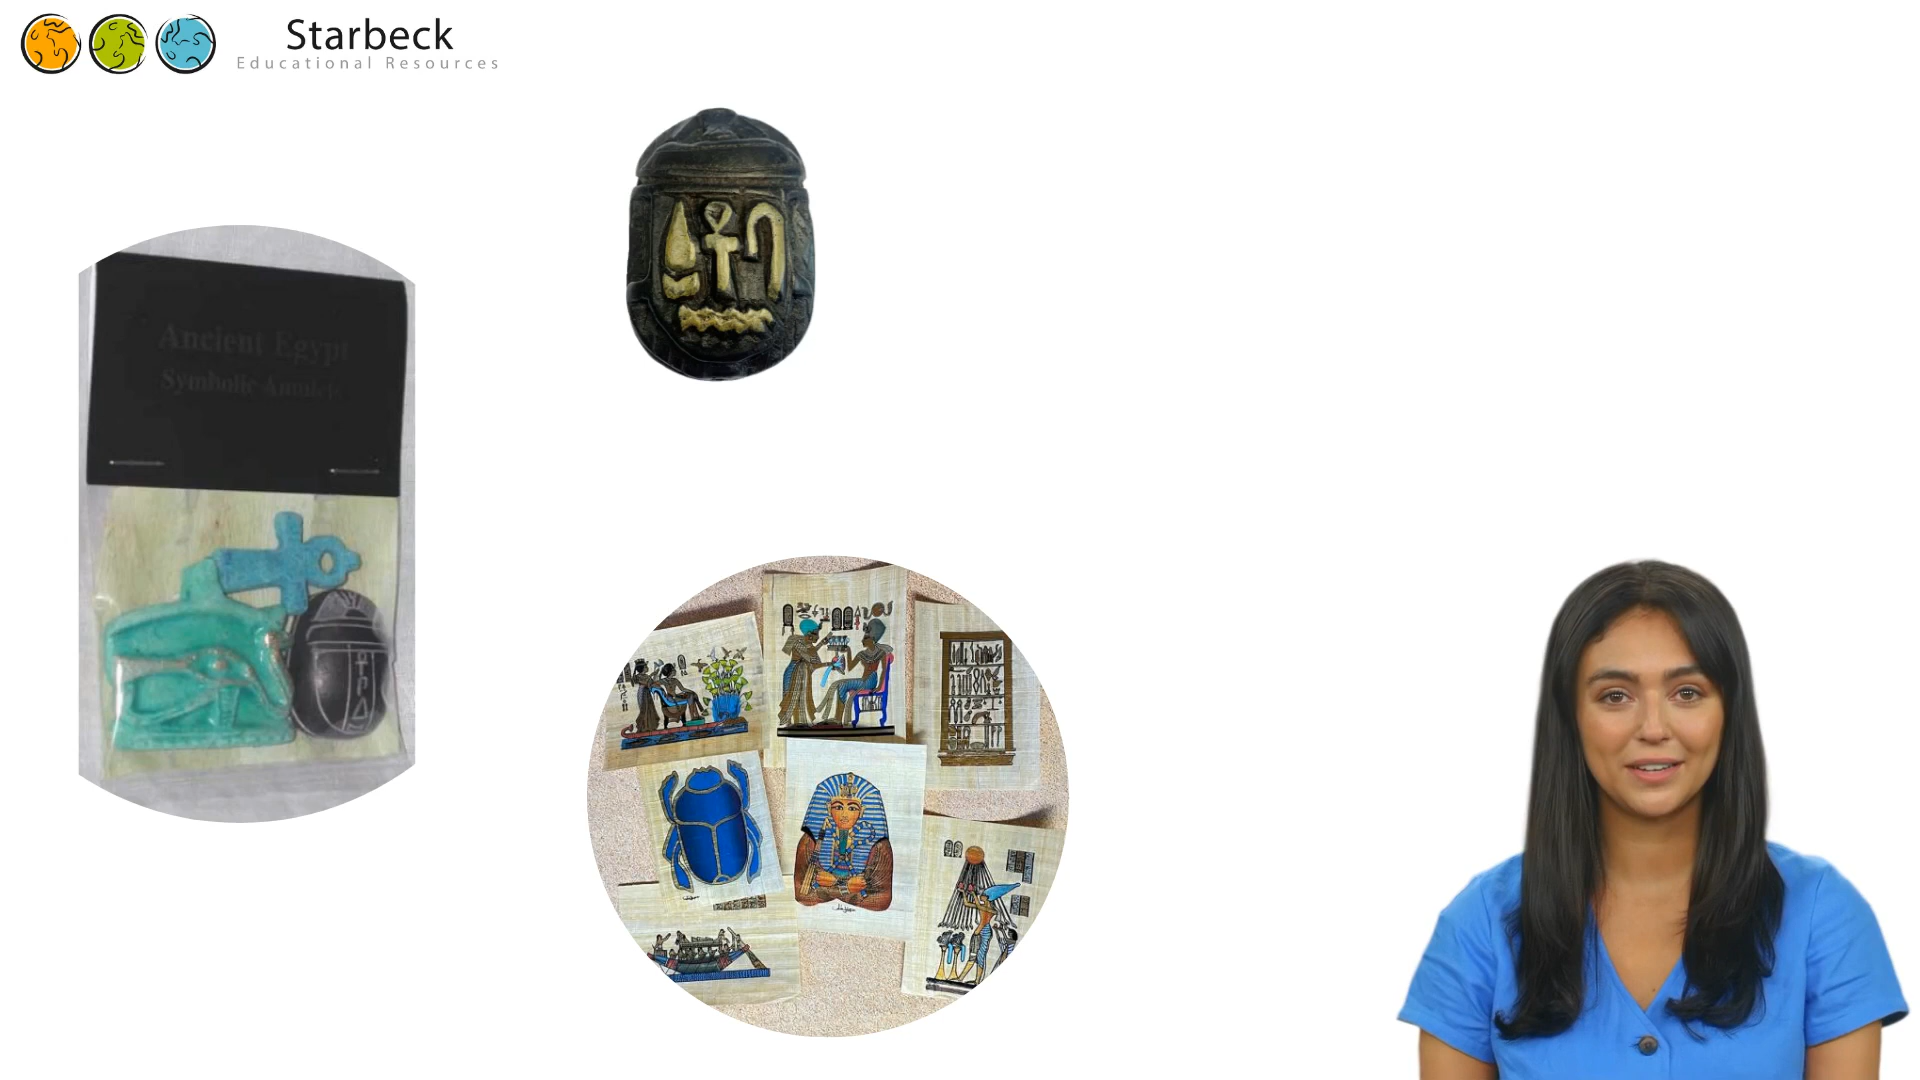 Starbeck
Educational Resources
Ancient Egypt
Symbolic Amulets